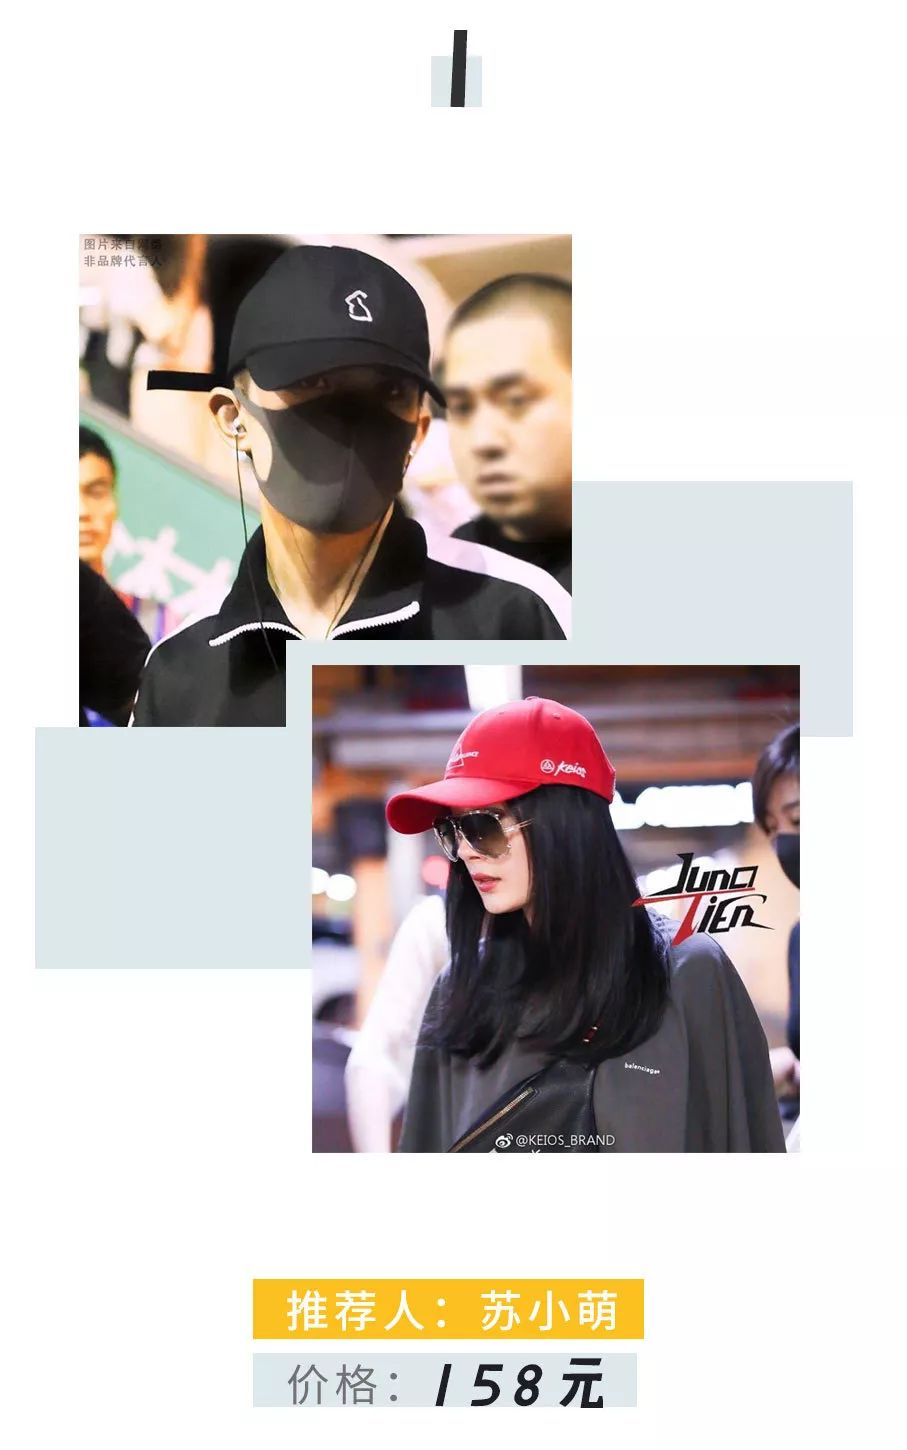 1
图片来自网络
非品牌代言人
Keios
Juna
Tien
balenciaga
@KEIOS_BRAND
推荐人：苏小萌
价格：158元